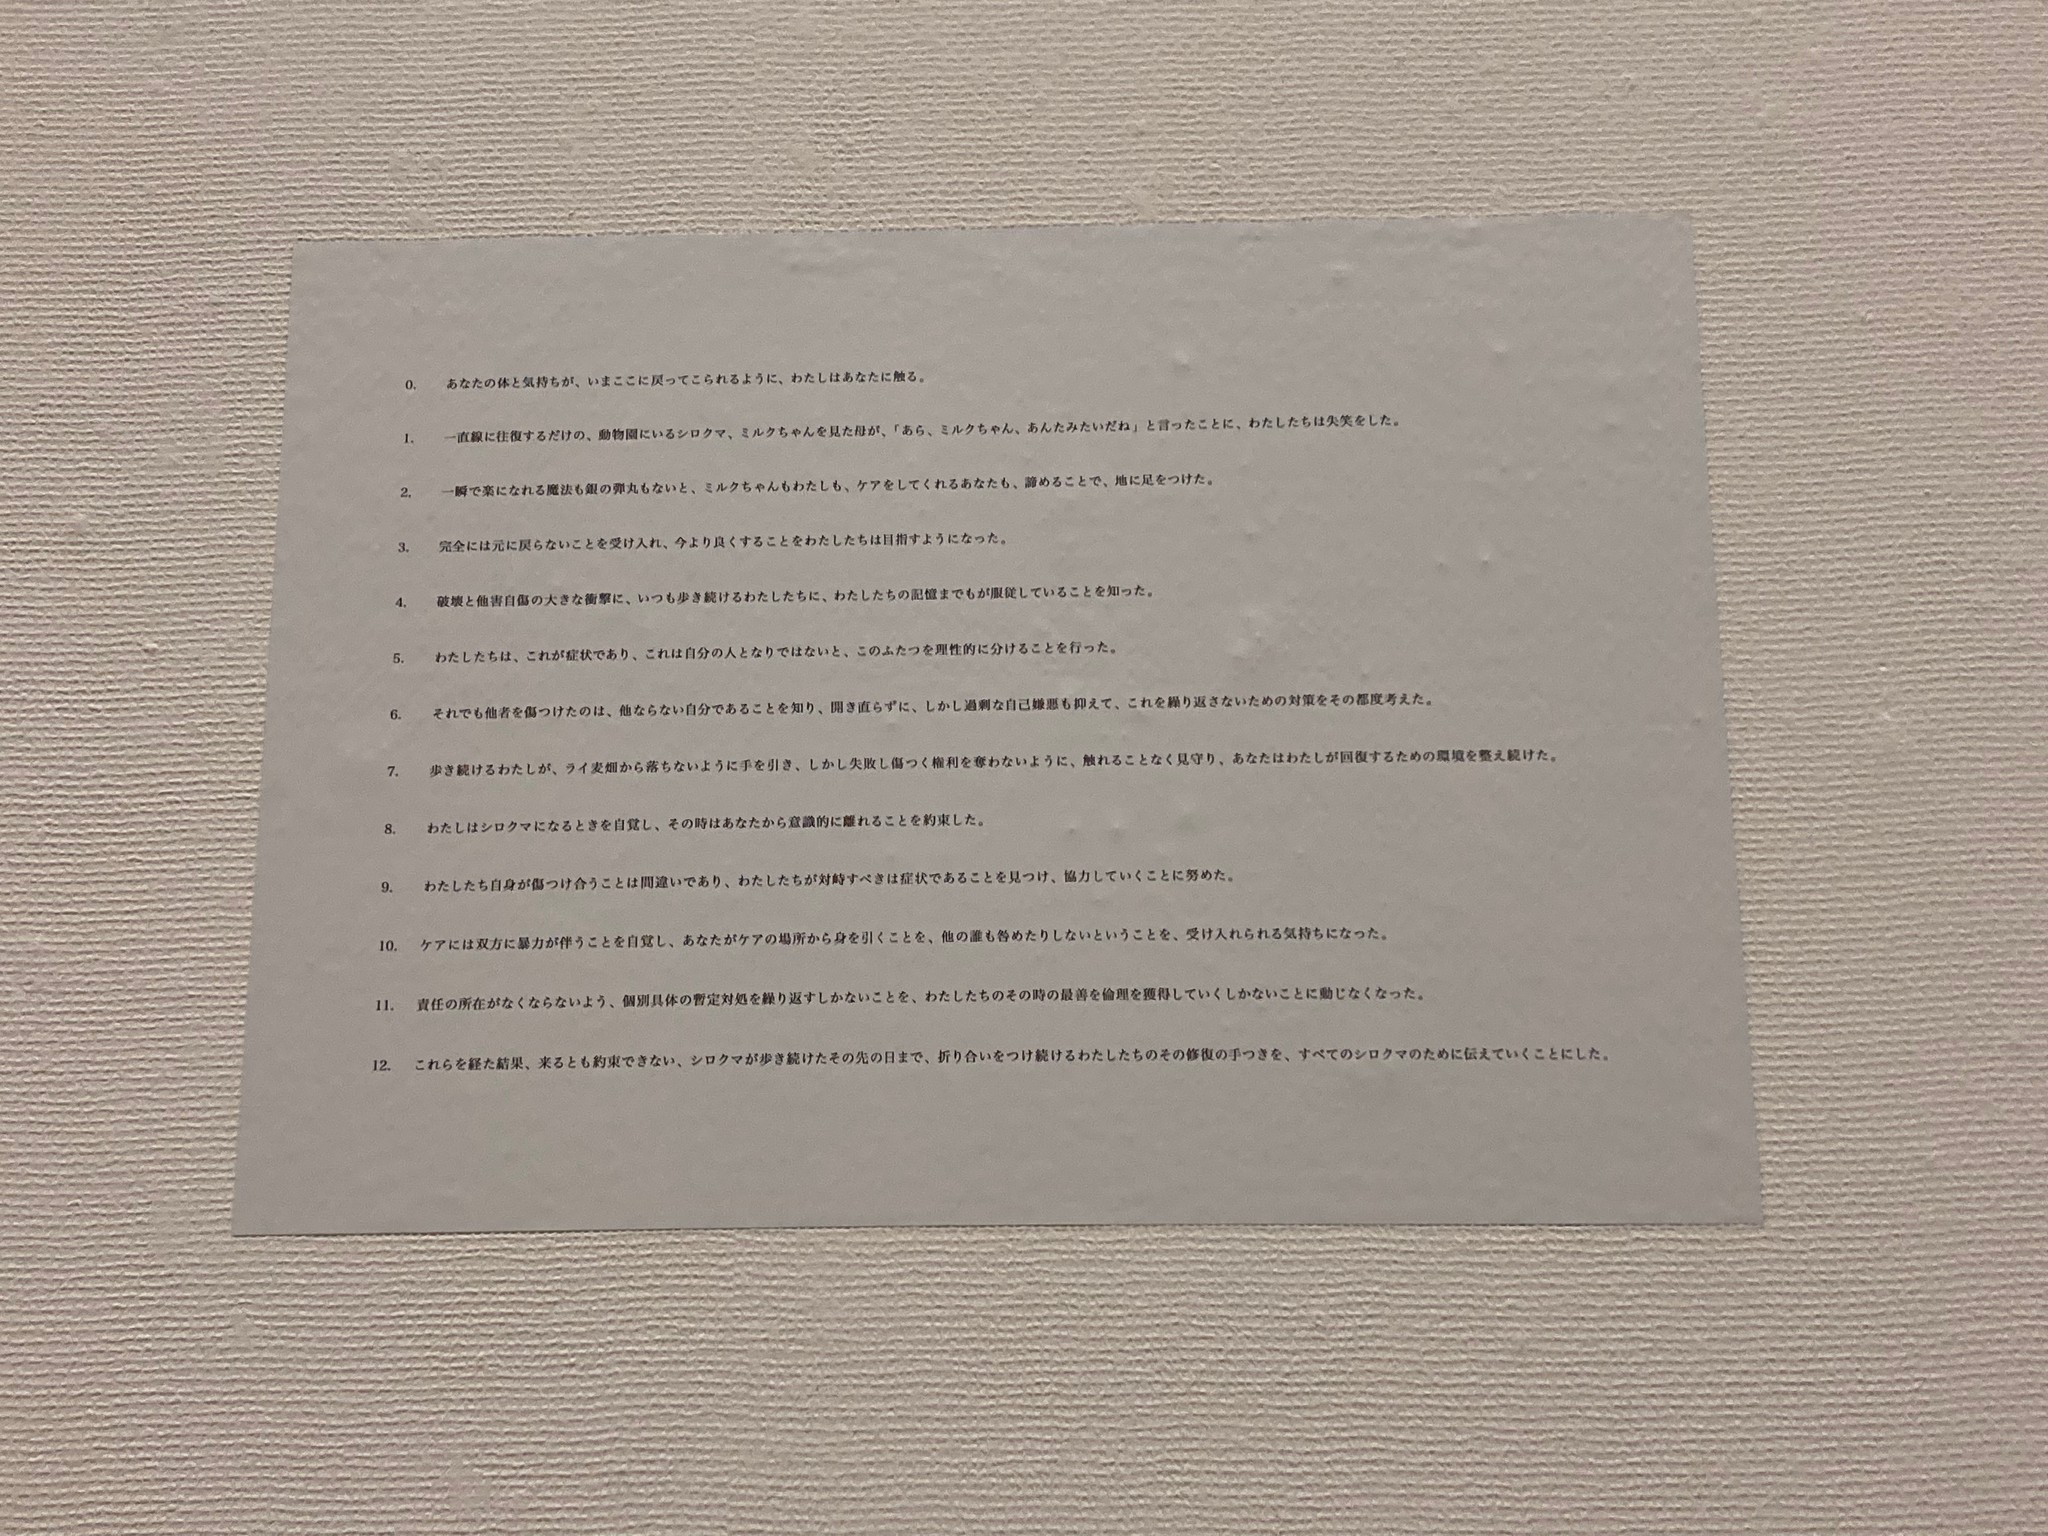 0. あなたの体と気持ちが、いまここに戻ってこられるように、わたしはあなたに触る。
1. 一直線に往復するだけの、動物園にいるシロクマ、ミルクちゃんを見た母が、「あら、ミルクちゃん、あんたみたいだね」と言ったことに、わたしたちは失笑をした。
2. 一瞬で楽になれる魔法も銀の弾丸もないと、ミルクちゃんもわたしも、ケアをしてくれるあなたも、諦めることで、地に足をつけた。
3. 完全には元に戻らないことを受け入れ、今より良くすることをわたしたちは目指すようになった。
4. 破壊と他害自傷の大きな衝撃に、いつも歩き続けるわたしたちに、わたしたちの記憶までもが服従していることを知った。
5. わたしたちは、これが症状であり、これは自分の人となりではないと、このふたつを理性的に分けることを行った。
6. それでも他者を傷つけたのは、他ならない自分であることを知り、開き直らずに、しかし過剰な自己嫌悪も抑えて、これを繰り返さないための対策をその都度考えた。
7. 歩き続けるわたしが、ライ麦畑から落ちないように手を引き、しかし失敗し傷つく権利を奪わないように、触れることなく見守り、あなたはわたしが回復するための環境を整え続けた。
8. わたしはシロクマになるときを自覚し、その時はあなたから意識的に離れることを約束した。
9. わたしたち自身が傷つけ合うことは間違いであり、わたしたちが対峙すべきは症状であることを見つけ、協力していくことに努めた。
10. ケアには双方に暴力が伴うことを自覚し、あなたがケアの場所から身を引くことを、他の誰も咎めたりしないということを、受け入れられる気持ちになった。
11. 責任の所在がなくならないよう、個別具体の暫定対処を繰り返すしかないことを、わたしたちのその時の最善を倫理を獲得していくしかないことに動じなくなった。
12. これらを経た結果、来るとも約束できない、シロクマが歩き続けたその先の日まで、折り合いをつけ続けるわたしたちのその修復の手つきを、すべてのシロクマのために伝えていくことにした。